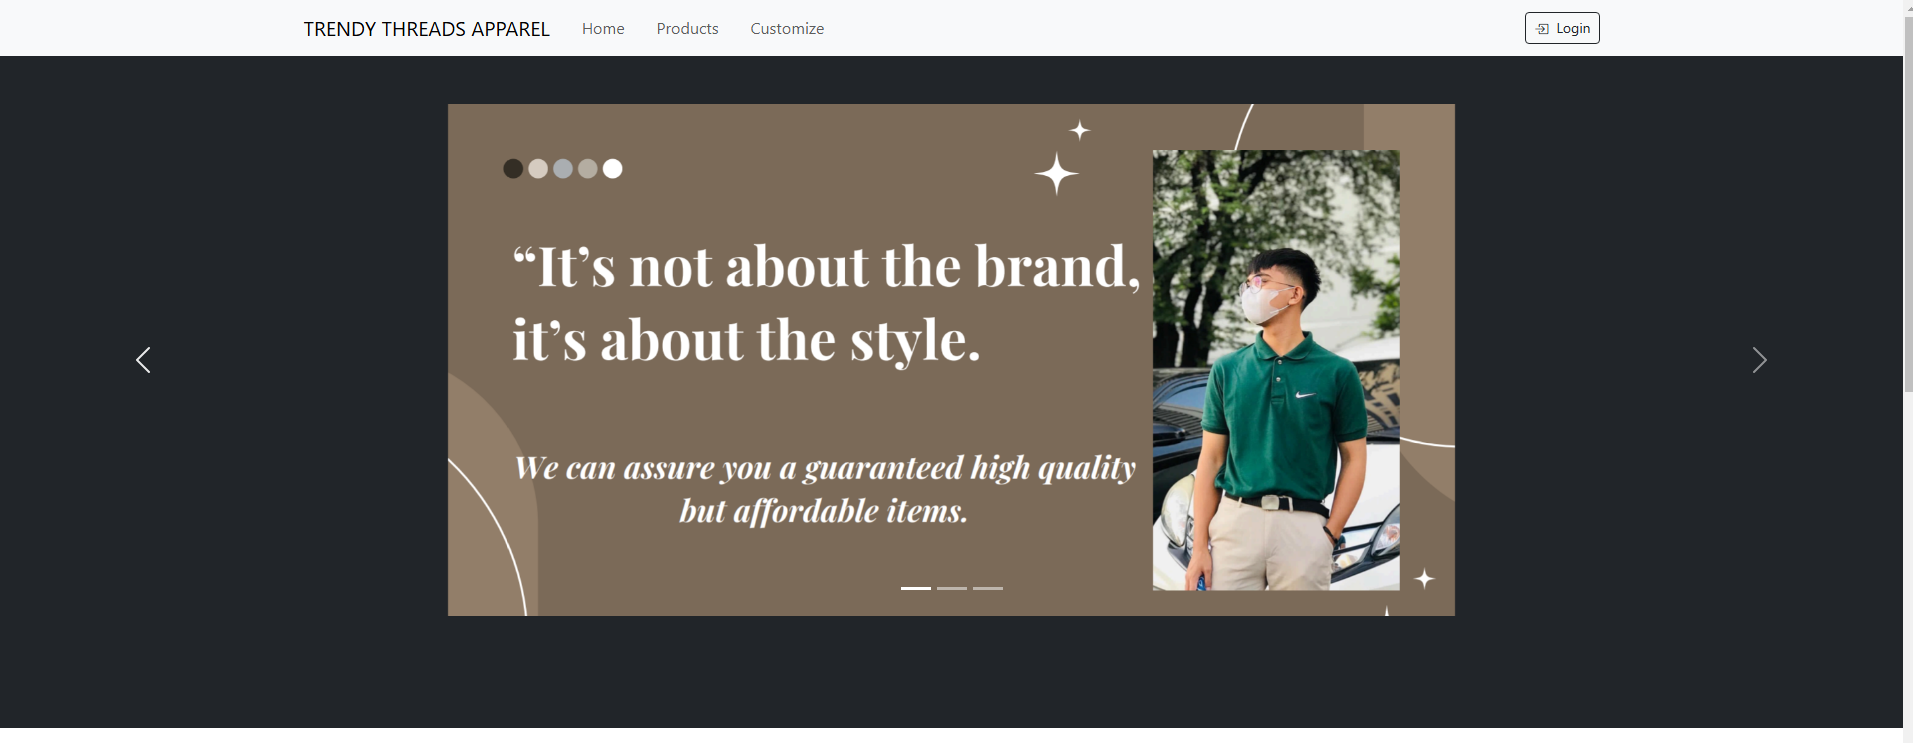 TRENDY THREADS APPAREL Home Products Customize Login
“It’s not about the brand,
it’s about the style.
We can assure you a guaranteed high quality
but affordable items.